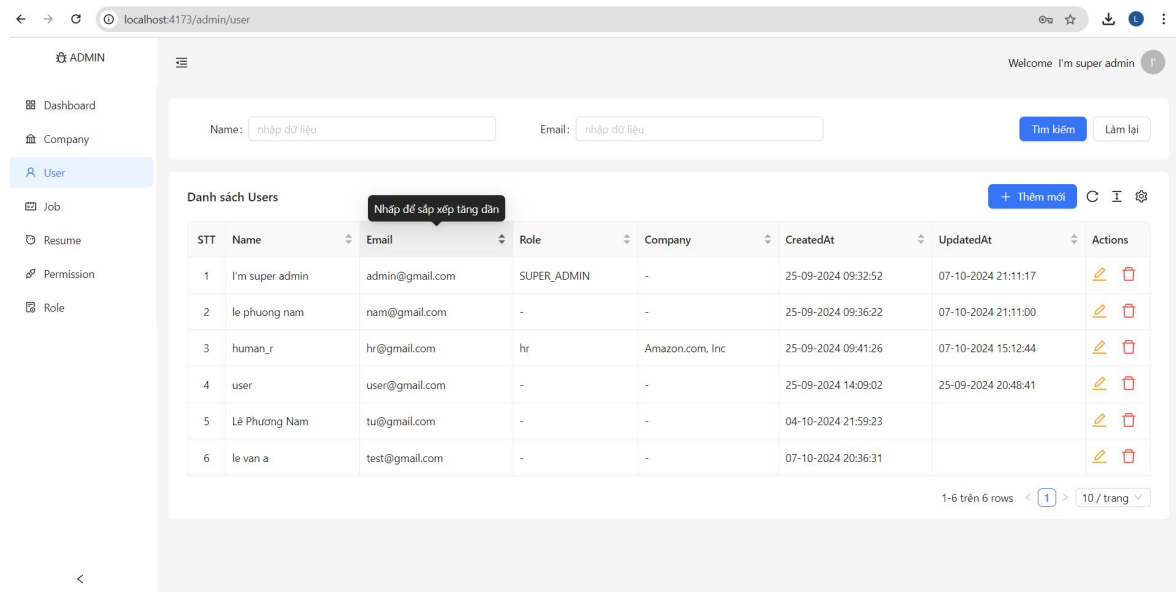 localhost:4173/admin/user
L
ADMIN
Welcome I'm super admin I'
Dashboard
Company
User
Job
Resume
Permission
Role
Name: nhập dữ liệu Email: nhập dữ liệu Tìm kiếm Làm lại
Danh sách Users + Thêm mới
Nhấp để sắp xếp tăng dần
STT Name Email Role Company CreatedAt UpdatedAt Actions
1 I'm super admin admin@gmail.com SUPER_ADMIN - 25-09-2024 09:32:52 07-10-2024 21:11:17
2 le phuong nam nam@gmail.com - - 25-09-2024 09:36:22 07-10-2024 21:11:00
3 human_r hr@gmail.com hr Amazon.com, Inc 25-09-2024 09:41:26 07-10-2024 15:12:44
4 user user@gmail.com - - 25-09-2024 14:09:02 25-09-2024 20:48:41
5 Lê Phương Nam tu@gmail.com - - 04-10-2024 21:59:23
6 le van a test@gmail.com - - 07-10-2024 20:36:31
1-6 trên 6 rows < 1 > 10 / trang